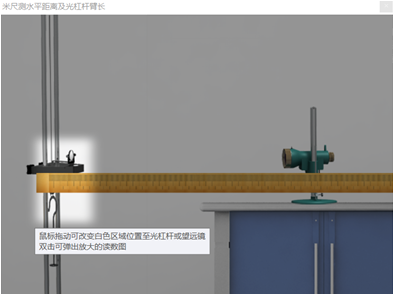 米尺测水平距离及光杠杆臂长
鼠标拖动可改变白色区域位置至光杠杆或望远镜
双击可弹出放大的读数图